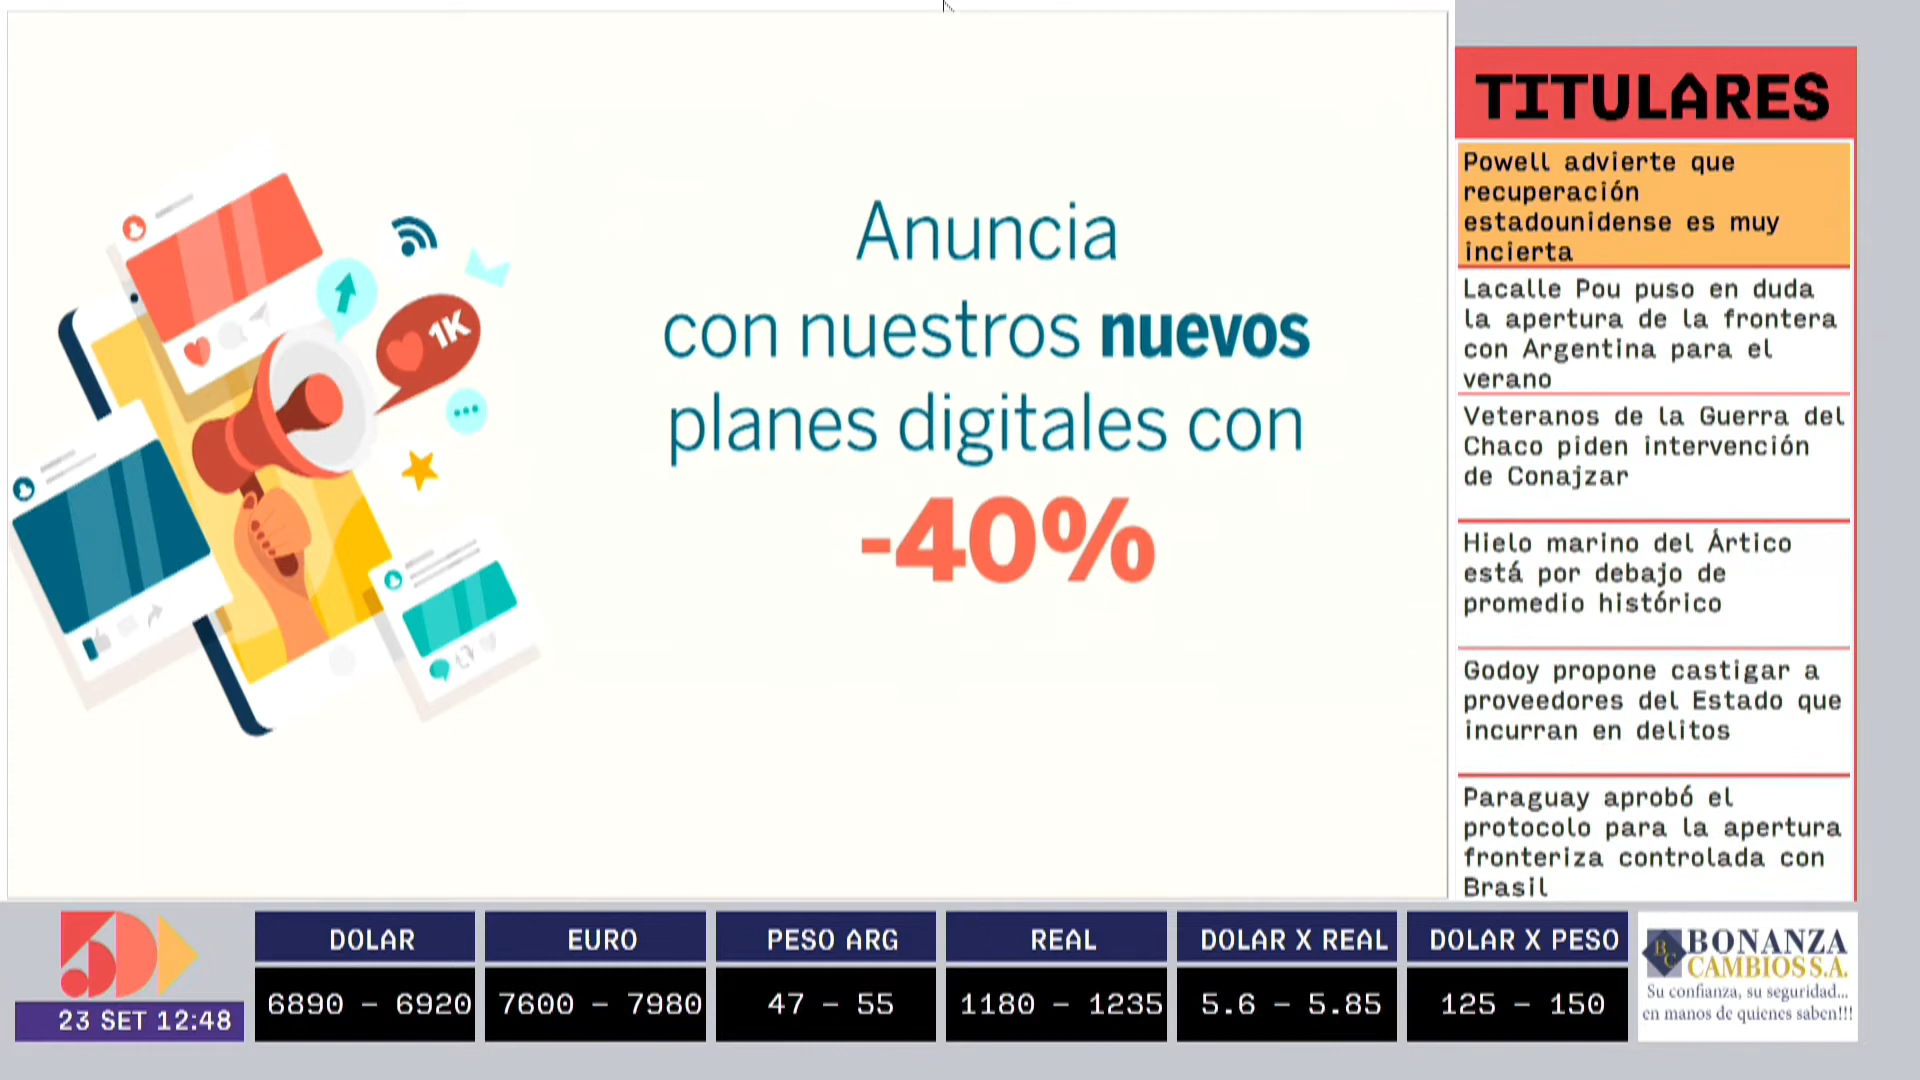 Anuncia
con nuestros nuevos
planes digitales con
-40%
1K
TITULARES
Powell advierte que
recuperación
estadounidense es muy
incierta
Lacalle Pou puso en duda
la apertura de la frontera
con Argentina para el
verano
Veteranos de la Guerra del
Chaco piden intervención
de Conajzar
Hielo marino del Ártico
está por debajo de
promedio histórico
Godoy propone castigar a
proveedores del Estado que
incurran en delitos
Paraguay aprobó el
protocolo para la apertura
fronteriza controlada con
Brasil
5D
23 SET 12:48
DOLAR
6890 - 6920
EURO
7600 - 7980
PESO ARG
47 - 55
REAL
1180 - 1235
DOLAR X REAL
5.6 - 5.85
DOLAR X PESO
125 - 150
BC
BONANZA
CAMBIOS S.A.
Su confianza, su seguridad...
en manos de quienes saben!!!